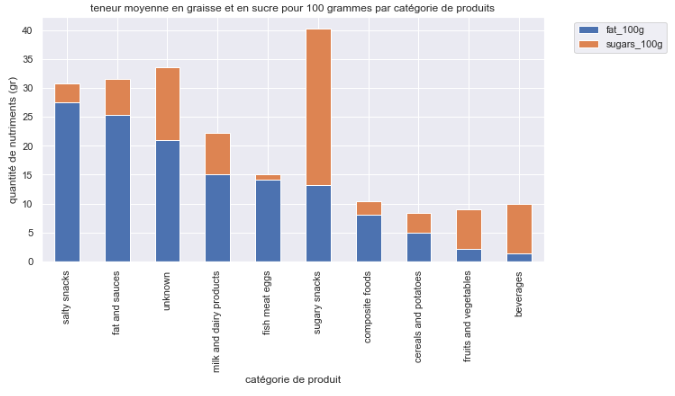 teneur moyenne en graisse et en sucre pour 100 grammes par catégorie de produits
fat_100g
sugars_100g
quantité de nutriments (gr)
40
35
30
25
20
15
10
5
0
salty snacks
fat and sauces
unknown
milk and dairy products
fish meat eggs
sugary snacks
composite foods
cereals and potatoes
fruits and vegetables
beverages
catégorie de produit